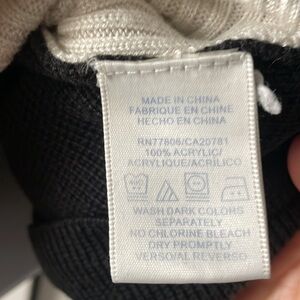 MADE IN CHINA
FABRIQUE EN CHINE
HECHO EN CHINA
RN77806/CA20781
100% ACRYLIC/
ACRYLIQUE/ACRILICO
WASH DARK COLORS
SEPARATELY
NO CHLORINE BLEACH
DRY PROMPTLY
VERSO/AL REVERSO